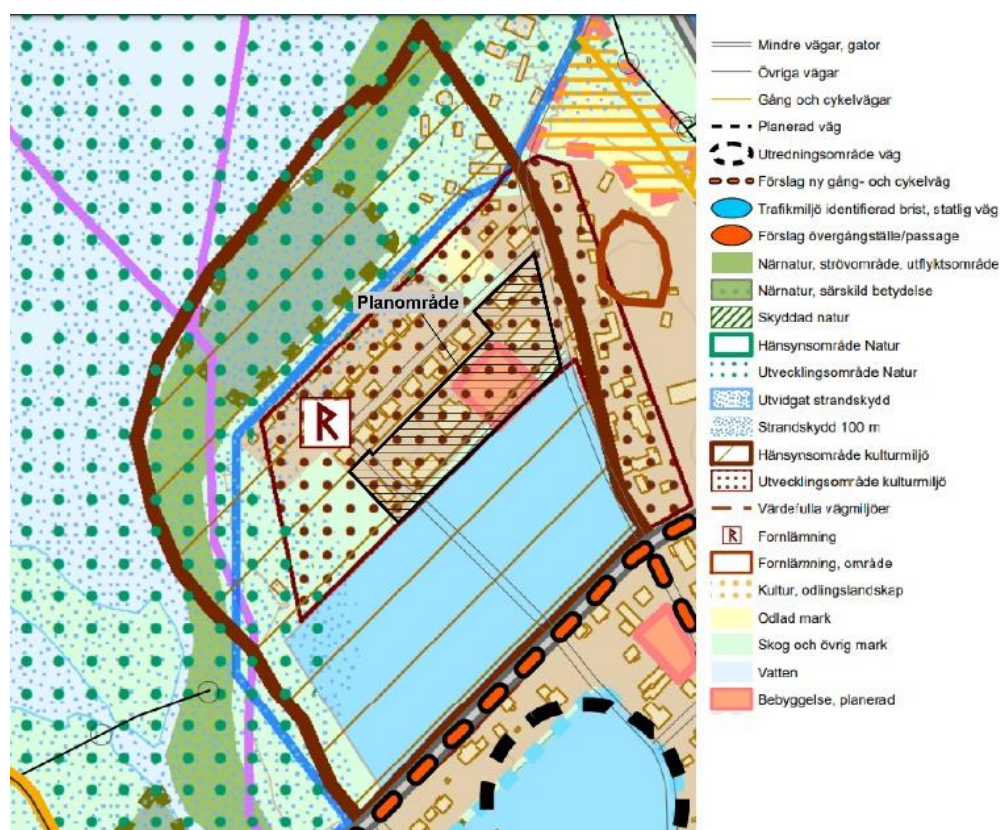 Planområde
R
Mindre vägar, gator
Övriga vägar
Gång och cykelvägar
Planerad väg
Utredningsområde väg
Förslag ny gång- och cykelväg
Trafikmiljö identifierad brist, statlig väg
Förslag övergångställe/passage
Närnatur, strövområde, utflyktsområde
Närnatur, särskild betydelse
Skyddad natur
Hänsynsområde Natur
Utvecklingsområde Natur
Utvidgat strandskydd
Strandskydd 100 m
Hänsynsområde kulturmiljö
Utvecklingsområde kulturmiljö
Värdefulla vägmiljöer
R Fornlämning
Fornlämning, område
Kultur, odlingslandskap
Odlad mark
Skog och övrig mark
Vatten
Bebyggelse, planerad